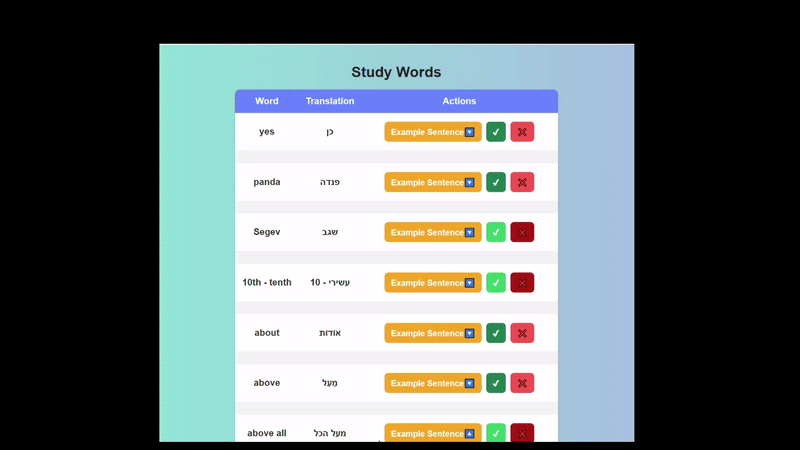 Study Words
Word Translation Actions
yes כן Example Sentence🔽 ✔ ❌
panda פנדה Example Sentence🔽 ✔ ❌
Segev שגב Example Sentence🔽 ✔ ❌
10th - tenth עשירי - 10 Example Sentence🔽 ✔ ❌
about אודות Example Sentence🔽 ✔ ❌
above מעל Example Sentence🔽 ✔ ❌
above all מעל הכל Example Sentence🔼 ✔ ❌